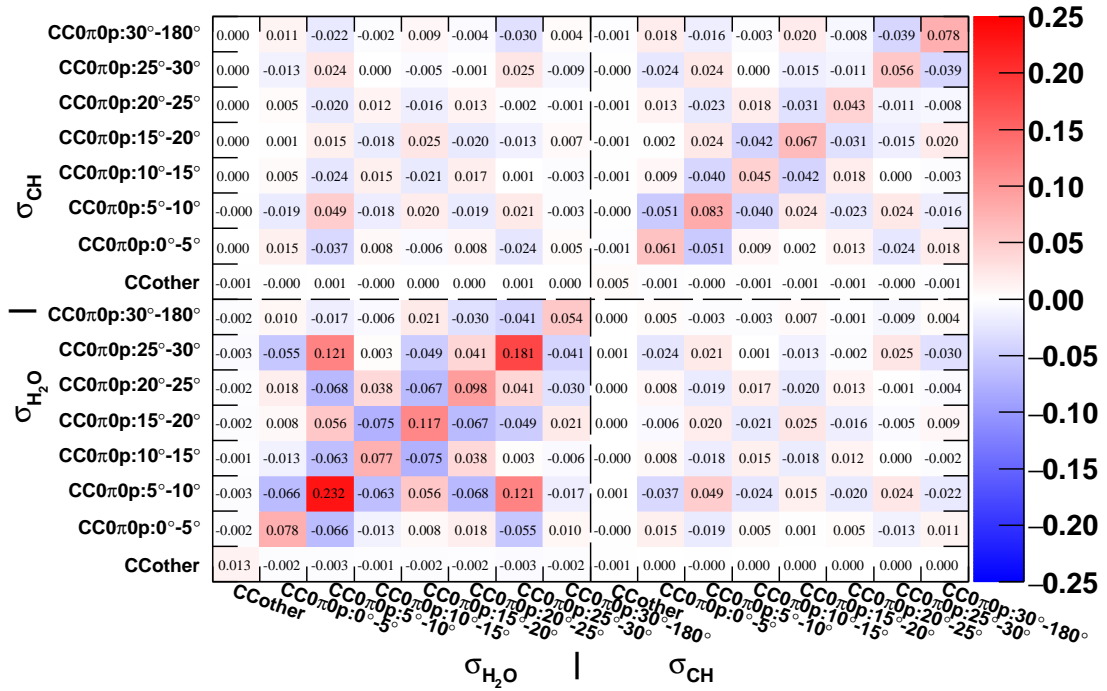 CC0π0p:30°-180° 0.000 0.011 -0.022 -0.002 0.009 -0.004 -0.030 0.004 -0.001 0.018 -0.016 -0.003 0.020 -0.008 -0.039 0.078
CC0π0p:25°-30° 0.000 -0.013 0.024 0.000 -0.005 -0.001 0.025 -0.009 -0.000 -0.024 0.024 0.000 -0.015 -0.011 0.056 -0.039
CC0π0p:20°-25° 0.000 0.005 -0.020 0.012 -0.016 0.013 -0.002 -0.001 -0.001 0.013 -0.023 0.018 -0.031 0.043 -0.011 -0.008
CC0π0p:15°-20° 0.000 0.001 0.015 -0.018 0.025 -0.020 -0.013 0.007 -0.001 0.002 0.024 -0.042 0.067 -0.031 -0.015 0.020
CC0π0p:10°-15° 0.000 0.005 -0.024 0.015 -0.021 0.017 0.001 -0.003 -0.001 0.009 -0.040 0.045 -0.042 0.018 0.000 -0.003
CC0π0p:5°-10° -0.000 -0.019 0.049 -0.018 0.020 -0.019 0.021 -0.003 -0.000 -0.051 0.083 -0.040 0.024 -0.023 0.024 -0.016
CC0π0p:0°-5° 0.000 0.015 -0.037 0.008 -0.006 0.008 -0.024 0.005 -0.001 0.061 -0.051 0.009 0.002 0.013 -0.024 0.018
CCother -0.001 -0.000 0.001 -0.000 0.000 0.000 0.001 0.000 0.005 -0.001 -0.000 -0.001 -0.001 -0.001 -0.000 -0.001
CC0π0p:30°-180° -0.002 0.010 -0.017 -0.006 0.021 -0.030 -0.041 0.054 0.000 0.005 -0.003 -0.003 0.007 -0.001 -0.009 0.004
CC0π0p:25°-30° -0.003 -0.055 0.121 0.003 -0.049 0.041 0.181 -0.041 0.001 -0.024 0.021 0.001 -0.013 -0.002 0.025 -0.030
CC0π0p:20°-25° -0.002 0.018 -0.068 0.038 -0.067 0.098 0.041 -0.030 0.000 0.008 -0.019 0.017 -0.020 0.013 -0.001 -0.004
CC0π0p:15°-20° -0.002 0.008 0.056 -0.075 0.117 -0.067 -0.049 0.021 0.000 -0.006 0.020 -0.021 0.025 -0.016 -0.005 0.009
CC0π0p:10°-15° -0.001 -0.013 -0.063 0.077 -0.075 0.038 0.003 -0.006 -0.000 0.008 -0.018 0.015 -0.018 0.012 0.000 -0.002
CC0π0p:5°-10° -0.003 -0.066 0.232 -0.063 0.056 -0.068 0.121 -0.017 0.001 -0.037 0.049 -0.024 0.015 -0.020 0.024 -0.022
CC0π0p:0°-5° -0.002 0.078 -0.066 -0.013 0.008 0.018 -0.055 0.010 -0.000 0.015 -0.019 0.005 0.001 0.005 -0.013 0.011
CCother 0.013 -0.002 -0.003 -0.001 -0.002 -0.002 -0.003 -0.002 -0.001 0.000 0.000 0.000 0.000 0.000 0.000 0.000
CCother
CC0π0p:0°-5°
CC0π0p:5°-10°
CC0π0p:10°-15°
CC0π0p:15°-20°
CC0π0p:20°-25°
CC0π0p:25°-30°
CC0π0p:30°-180°
CCother
CC0π0p:0°-5°
CC0π0p:5°-10°
CC0π0p:10°-15°
CC0π0p:15°-20°
CC0π0p:20°-25°
CC0π0p:25°-30°
CC0π0p:30°-180°
σH₂O | σCH
σH₂O | σCH
0.25
0.20
0.15
0.10
0.05
0.00
−0.05
−0.10
−0.15
−0.20
−0.25